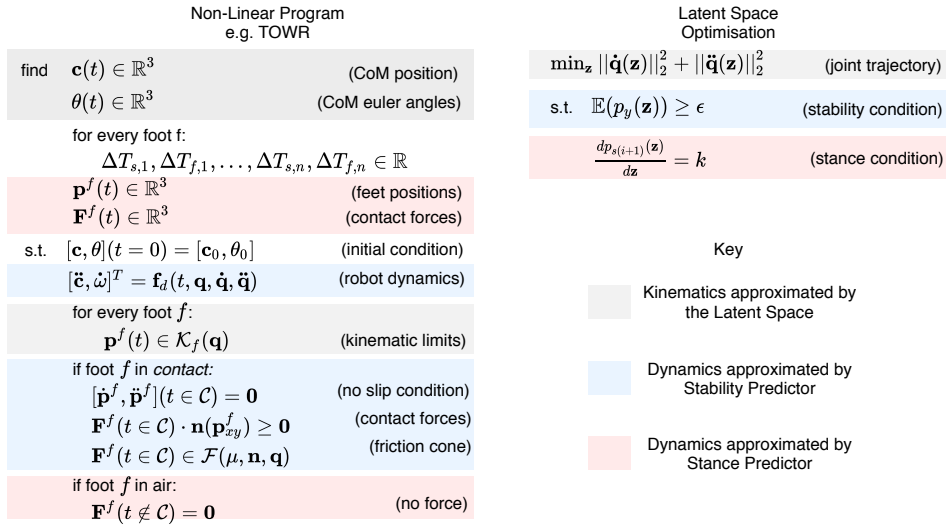 Non-Linear Program
e.g. TOWR
find c(t) ∈ ℝ³ (CoM position)
θ(t) ∈ ℝ³ (CoM euler angles)
for every foot f:
ΔT_{s,1}, ΔT_{f,1}, . . . , ΔT_{s,n}, ΔT_{f,n} ∈ ℝ
p^f(t) ∈ ℝ³ (feet positions)
F^f(t) ∈ ℝ³ (contact forces)
s.t. [c, θ](t = 0) = [c₀, θ₀] (initial condition)
[c̈, ω̇]^T = f_d(t, q, q̇, q̈) (robot dynamics)
for every foot f:
p^f(t) ∈ 𝒦_f(q) (kinematic limits)
if foot f in contact:
[ṗ^f, p̈^f](t ∈ 𝒞) = 0 (no slip condition)
F^f(t ∈ 𝒞) · n(p^f_{xy}) ≥ 0 (contact forces)
F^f(t ∈ 𝒞) ∈ ℱ(μ, n, q) (friction cone)
if foot f in air:
F^f(t ∉ 𝒞) = 0 (no force)
Latent Space
Optimisation
min_z ||q̇(z)||²₂ + ||q̈(z)||²₂ (joint trajectory)
s.t. 𝔼(p_y(z)) ≥ ϵ (stability condition)
dp_{s(i+1)}(z)/dz = k (stance condition)
Key
Kinematics approximated by
the Latent Space
Dynamics approximated by
Stability Predictor
Dynamics approximated by
Stance Predictor